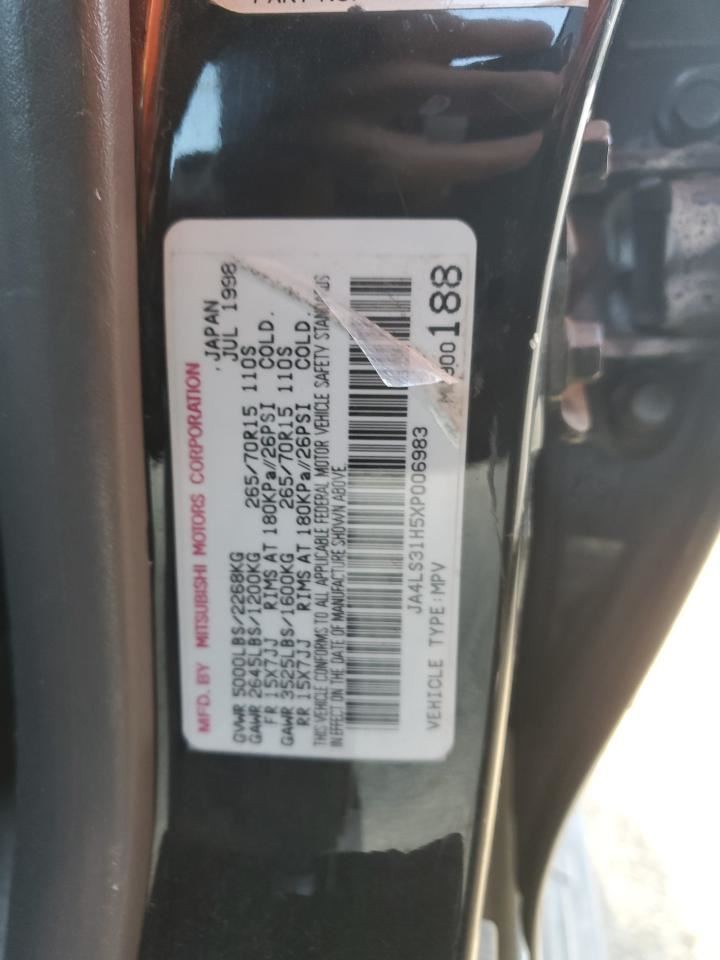 PART NO.
MFD. BY MITSUBISHI MOTORS CORPORATION
JAPAN
GVWR 5000LBS/2268KG JUL 1998
GAWR 2645LBS/1200KG 265/70R15 110S
FR 15X7JJ RIMS AT 180KPa//26PSI COLD.
GAWR 3525LBS/1600KG 265/70R15 110S
RR 15X7JJ RIMS AT 180KPa//26PSI COLD.
THIS VEHICLE CONFORMS TO ALL APPLICABLE FEDERAL MOTOR VEHICLE SAFETY STANDARDS
IN EFFECT ON THE DATE OF MANUFACTURE SHOWN ABOVE.
JA4LS31H5XP006983
VEHICLE TYPE:MPV 188